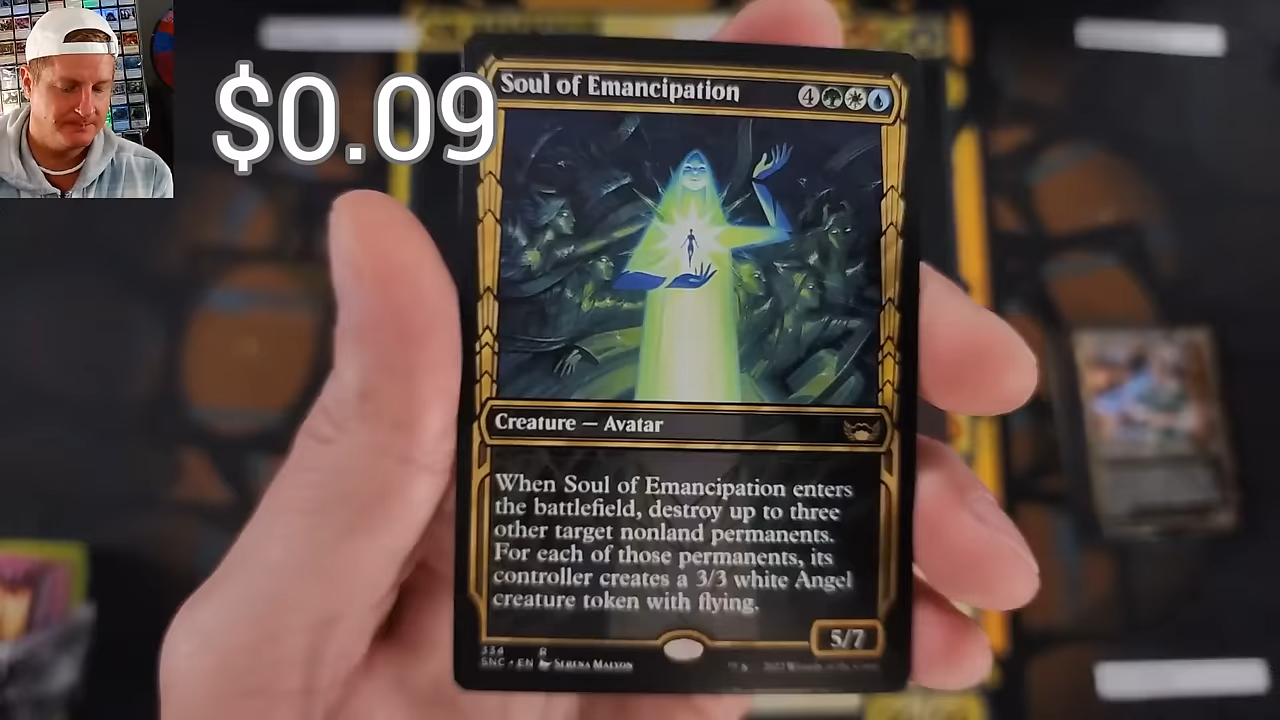 $0.09
Soul of Emancipation
4
Creature — Avatar
When Soul of Emancipation enters
the battlefield, destroy up to three
other target nonland permanents.
For each of those permanents, its
controller creates a 3/3 white Angel
creature token with flying.
5/7
334 R
SNC • EN SERENA MALYON